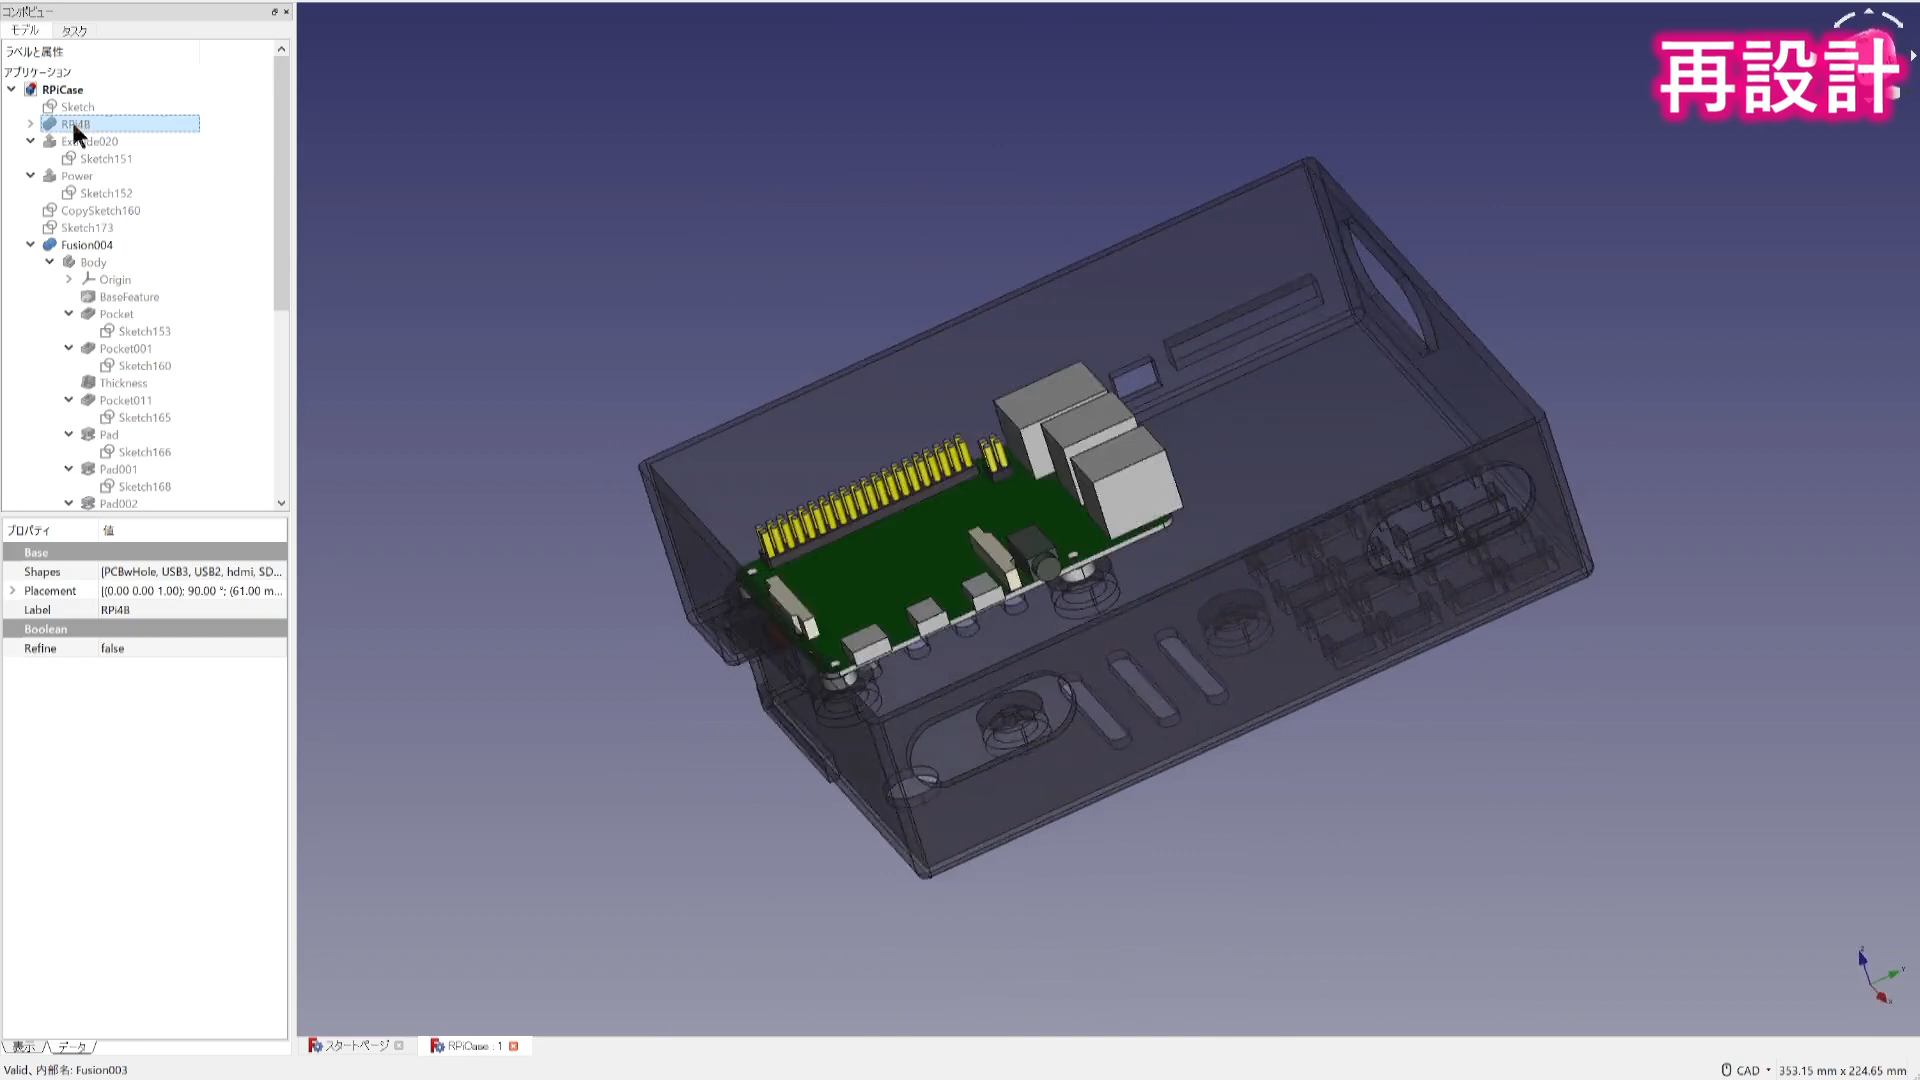 コンボビュー
モデル
タスク
ラベルと属性
アプリケーション
RPiCase
Sketch
RPi4B
Sketch151
Power
Sketch152
CopySketch160
Sketch173
Fusion004
Body
Origin
BaseFeature
Pocket
Sketch153
Pocket001
Sketch160
Thickness
Pocket011
Sketch165
Pad
Sketch166
Pad001
Sketch168
Pad002
プロパティ 値
Base
Shapes [PCBwHole, USB3, USB2, hdmi, SD...
Placement [(0.00 0.00 1.00); 90.00 °; (61.00 m...
Label RPi4B
Boolean
Refine false
表示 データ
Valid、内部名: Fusion003
再設計
スタートページ
RPiCase : 1
CAD
353.15 mm x 224.65 mm